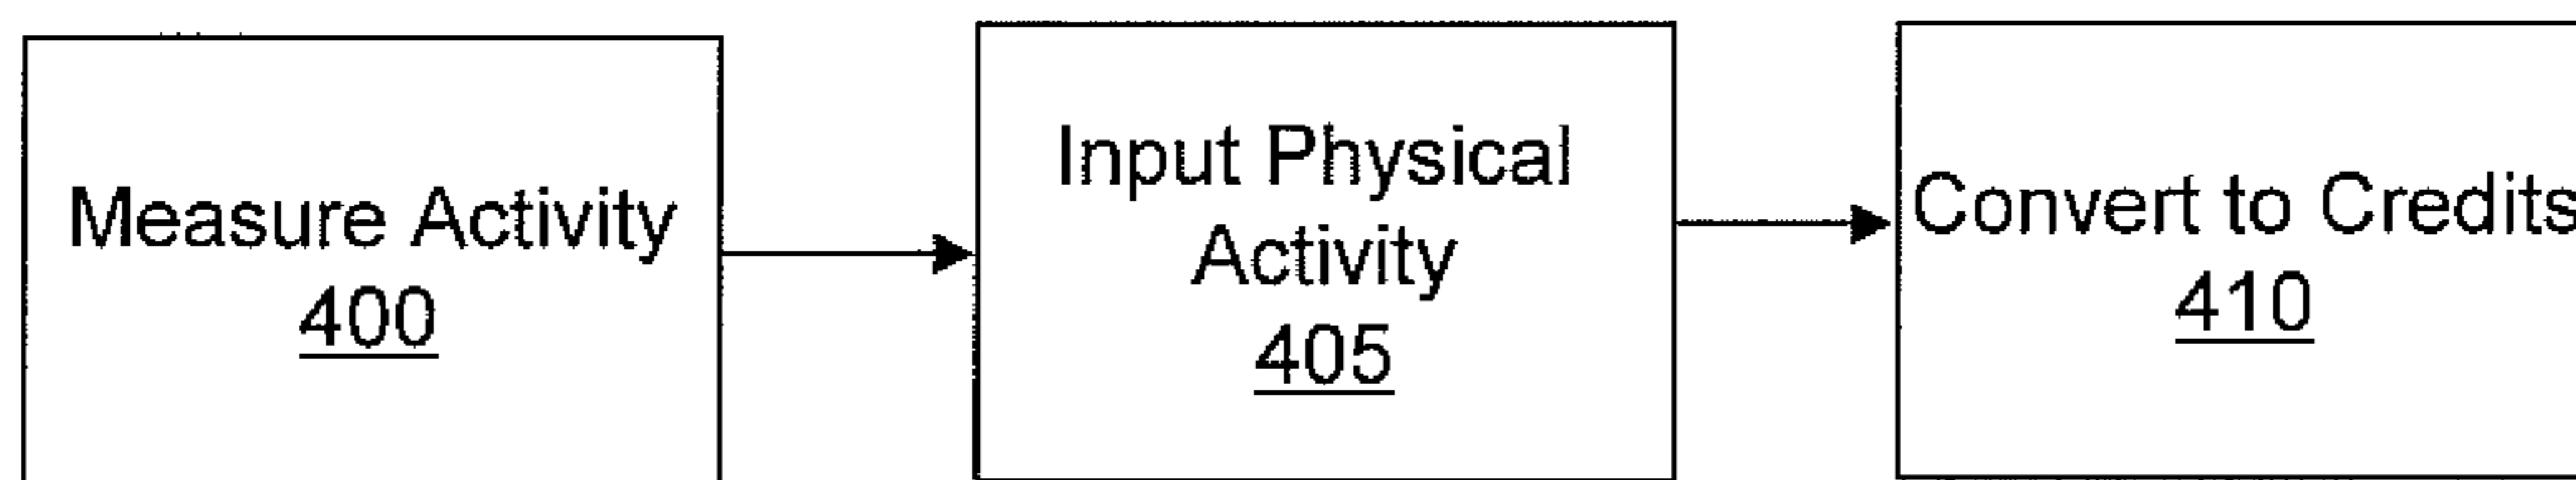 Measure Activity
400
Input Physical
Activity
405
Convert to Credits
410